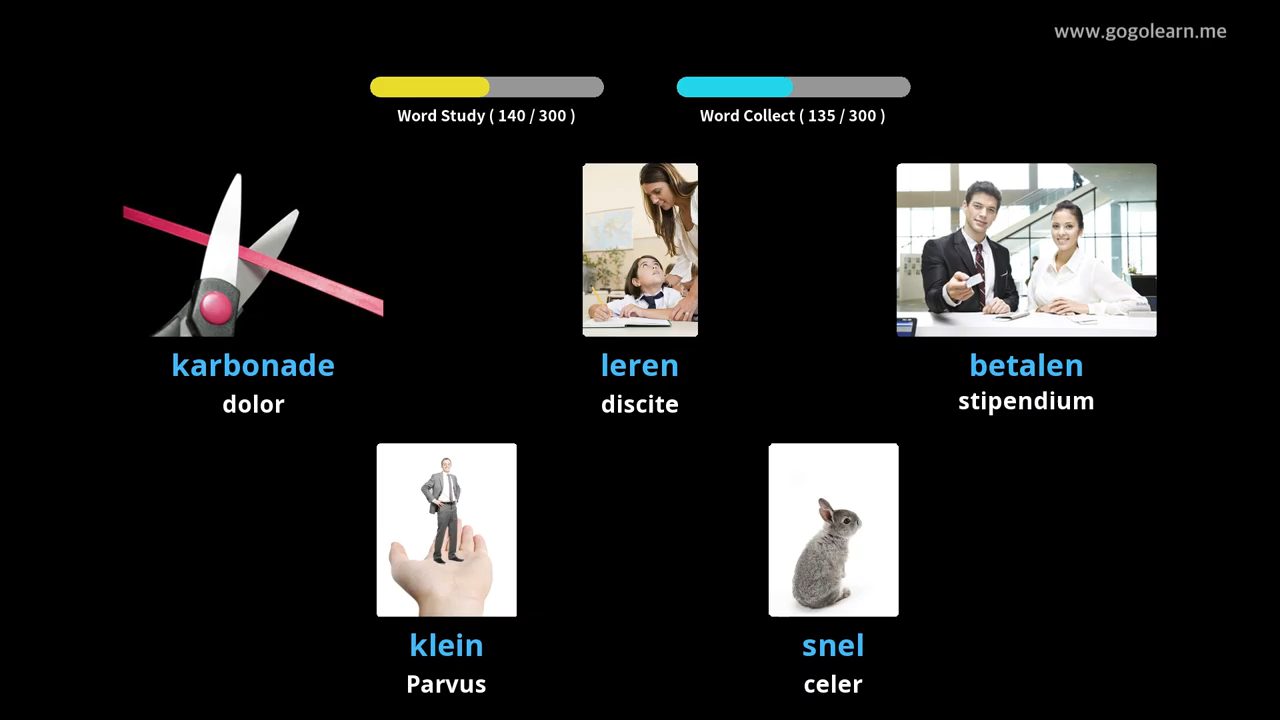 www.gogolearn.me
Word Study ( 140 / 300 )
Word Collect ( 135 / 300 )
karbonade
dolor
leren
discite
betalen
stipendium
klein
Parvus
snel
celer